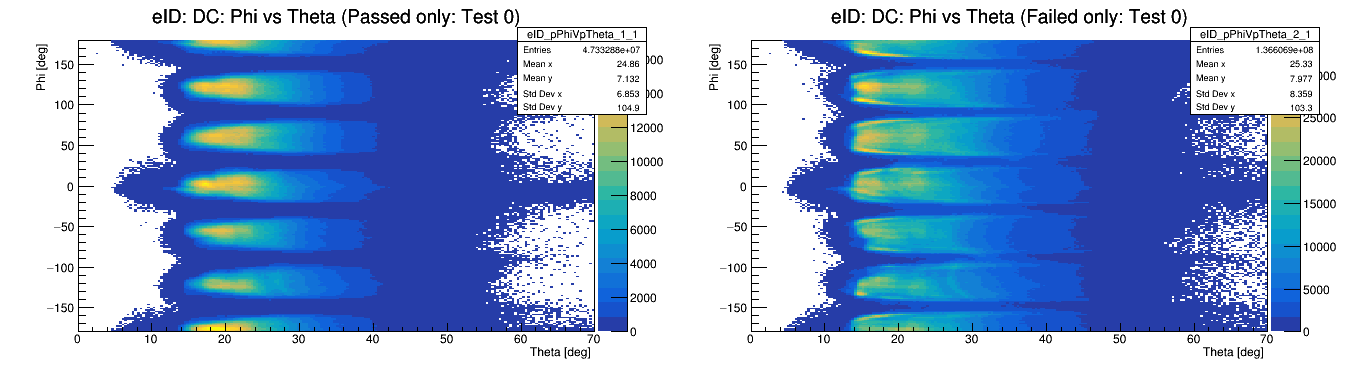 eID: DC: Phi vs Theta (Passed only: Test 0)
eID_pPhiVpTheta_1_1
Entries 4.733288e+07
Mean x 24.86
Mean y 7.132
Std Dev x 6.853
Std Dev y 104.9
Phi [deg]
150
100
50
0
−50
−100
−150
0 10 20 30 40 50 60 70
Theta [deg]
000
000
12000
10000
8000
6000
4000
2000
0
eID: DC: Phi vs Theta (Failed only: Test 0)
eID_pPhiVpTheta_2_1
Entries 1.366069e+08
Mean x 25.33
Mean y 7.977
Std Dev x 8.359
Std Dev y 103.3
Phi [deg]
150
100
50
0
−50
−100
−150
0 10 20 30 40 50 60 70
Theta [deg]
000
25000
20000
15000
10000
5000
0